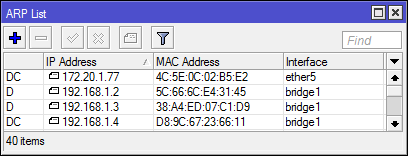 ARP List
Find
IP Address MAC Address Interface
DC 172.20.1.77 4C:5E:0C:02:B5:E2 ether5
D 192.168.1.2 5C:66:6C:E4:31:45 bridge1
D 192.168.1.3 38:A4:ED:07:C1:D9 bridge1
DC 192.168.1.4 D8:9C:67:23:66:11 bridge1
40 items